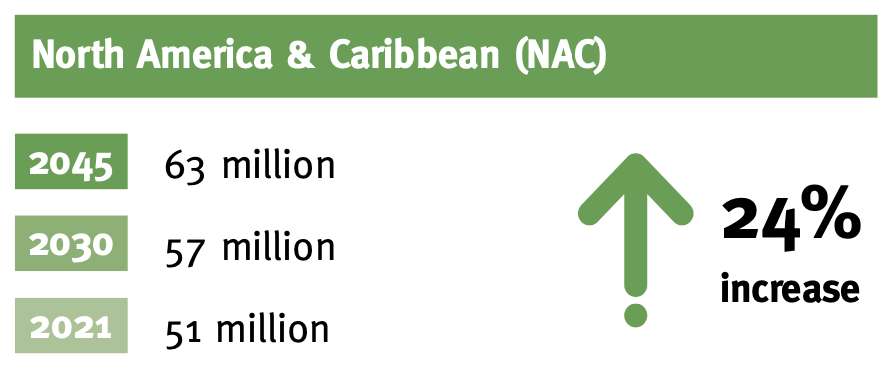 North America & Caribbean (NAC)
2045 63 million
2030 57 million
2021 51 million
24%
increase